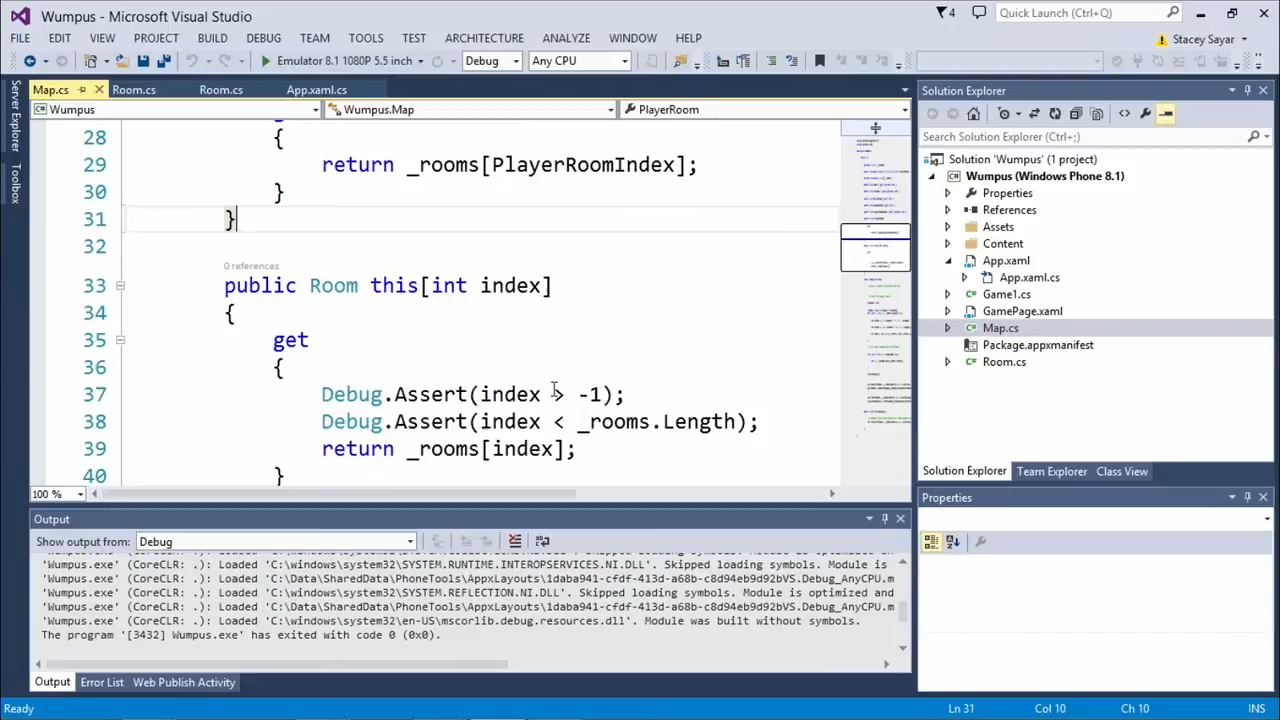 Wumpus - Microsoft Visual Studio
4
Quick Launch (Ctrl+Q)
FILE EDIT VIEW PROJECT BUILD DEBUG TEAM TOOLS TEST ARCHITECTURE ANALYZE WINDOW HELP
Stacey Sayar
Emulator 8.1 1080P 5.5 inch Debug Any CPU
Server Explorer
Toolbox
Map.cs Room.cs Room.cs App.xaml.cs
Wumpus Wumpus.Map PlayerRoom
28 {
29 return _rooms[PlayerRoomIndex];
30 }
31 }
32
0 references
33 public Room this[int index]
34 {
35 get
36 {
37 Debug.Assert(index > -1);
38 Debug.Assert(index < _rooms.Length);
39 return _rooms[index];
40 }
100 %
Output
Show output from: Debug
'Wumpus.exe' (CoreCLR: .): Loaded 'C:\windows\system32\SYSTEM.RUNTIME.INTEROPSERVICES.NI.DLL'. Skipped loading symbols. Module is
'Wumpus.exe' (CoreCLR: .): Loaded 'C:\Data\SharedData\PhoneTools\AppxLayouts\1daba941-cfdf-413d-a68b-c8d94eb9d92bVS.Debug_AnyCPU.m
'Wumpus.exe' (CoreCLR: .): Loaded 'C:\windows\system32\SYSTEM.REFLECTION.NI.DLL'. Skipped loading symbols. Module is optimized and
'Wumpus.exe' (CoreCLR: .): Loaded 'C:\Data\SharedData\PhoneTools\AppxLayouts\1daba941-cfdf-413d-a68b-c8d94eb9d92bVS.Debug_AnyCPU.m
'Wumpus.exe' (CoreCLR: .): Loaded 'C:\windows\system32\en-US\mscorlib.debug.resources.dll'. Module was built without symbols.
The program '[3432] Wumpus.exe' has exited with code 0 (0x0).
Output Error List Web Publish Activity
Solution Explorer
Search Solution Explorer (Ctrl+;)
Solution 'Wumpus' (1 project)
Wumpus (Windows Phone 8.1)
Properties
References
Assets
Content
App.xaml
App.xaml.cs
Game1.cs
GamePage.xaml
Map.cs
Package.appxmanifest
Room.cs
Solution Explorer Team Explorer Class View
Properties
Ready Ln 31 Col 10 Ch 10 INS